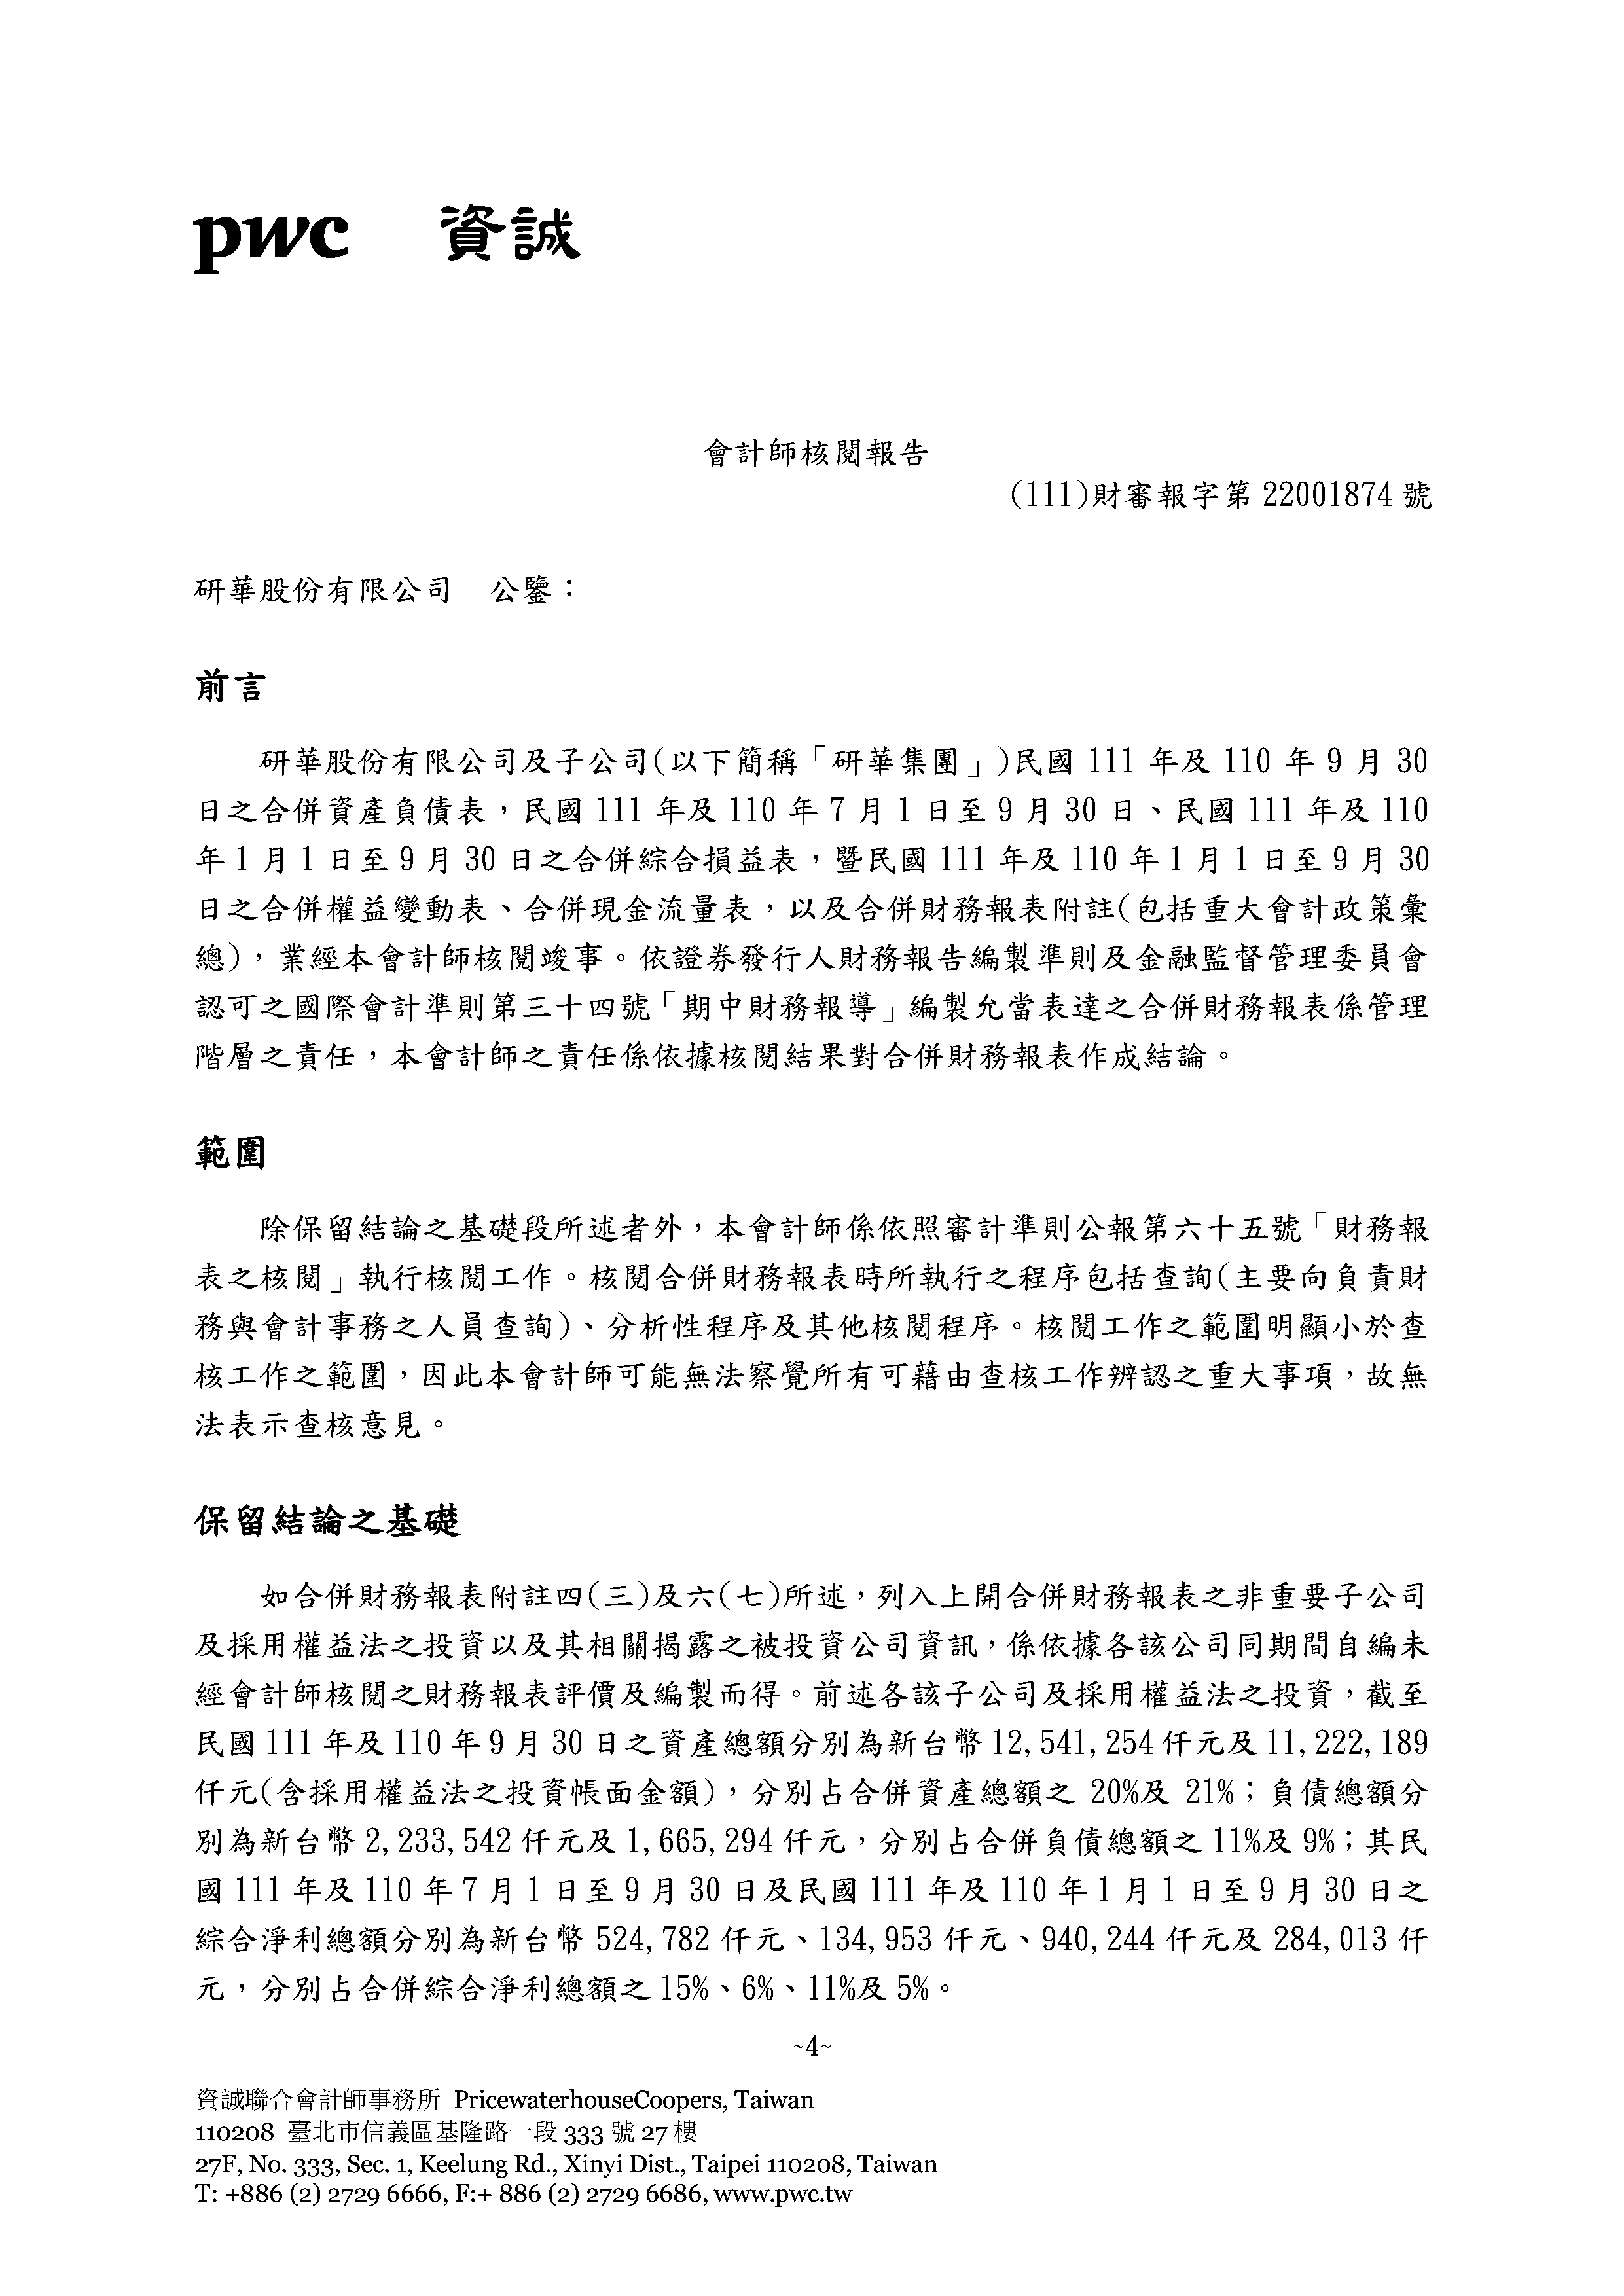 pwc 資誠
會計師核閱報告
(111)財審報字第 22001874 號
研華股份有限公司 公鑒：
前言
研華股份有限公司及子公司(以下簡稱「研華集團」)民國 111 年及 110 年 9 月 30
日之合併資產負債表，民國 111 年及 110 年 7 月 1 日至 9 月 30 日、民國 111 年及 110
年 1 月 1 日至 9 月 30 日之合併綜合損益表，暨民國 111 年及 110 年 1 月 1 日至 9 月 30
日之合併權益變動表、合併現金流量表，以及合併財務報表附註(包括重大會計政策彙
總)，業經本會計師核閱竣事。依證券發行人財務報告編製準則及金融監督管理委員會
認可之國際會計準則第三十四號「期中財務報導」編製允當表達之合併財務報表係管理
階層之責任，本會計師之責任係依據核閱結果對合併財務報表作成結論。
範圍
除保留結論之基礎段所述者外，本會計師係依照審計準則公報第六十五號「財務報
表之核閱」執行核閱工作。核閱合併財務報表時所執行之程序包括查詢(主要向負責財
務與會計事務之人員查詢)、分析性程序及其他核閱程序。核閱工作之範圍明顯小於查
核工作之範圍，因此本會計師可能無法察覺所有可藉由查核工作辨認之重大事項，故無
法表示查核意見。
保留結論之基礎
如合併財務報表附註四(三)及六(七)所述，列入上開合併財務報表之非重要子公司
及採用權益法之投資以及其相關揭露之被投資公司資訊，係依據各該公司同期間自編未
經會計師核閱之財務報表評價及編製而得。前述各該子公司及採用權益法之投資，截至
民國 111 年及 110 年 9 月 30 日之資產總額分別為新台幣 12,541,254 仟元及 11,222,189
仟元(含採用權益法之投資帳面金額)，分別占合併資產總額之 20%及 21%；負債總額分
別為新台幣 2,233,542 仟元及 1,665,294 仟元，分別占合併負債總額之 11%及 9%；其民
國 111 年及 110 年 7 月 1 日至 9 月 30 日及民國 111 年及 110 年 1 月 1 日至 9 月 30 日之
綜合淨利總額分別為新台幣 524,782 仟元、134,953 仟元、940,244 仟元及 284,013 仟
元，分別占合併綜合淨利總額之 15%、6%、11%及 5%。
~4~
資誠聯合會計師事務所 PricewaterhouseCoopers, Taiwan
110208 臺北市信義區基隆路一段 333 號 27 樓
27F, No. 333, Sec. 1, Keelung Rd., Xinyi Dist., Taipei 110208, Taiwan
T: +886 (2) 2729 6666, F:+ 886 (2) 2729 6686, www.pwc.tw